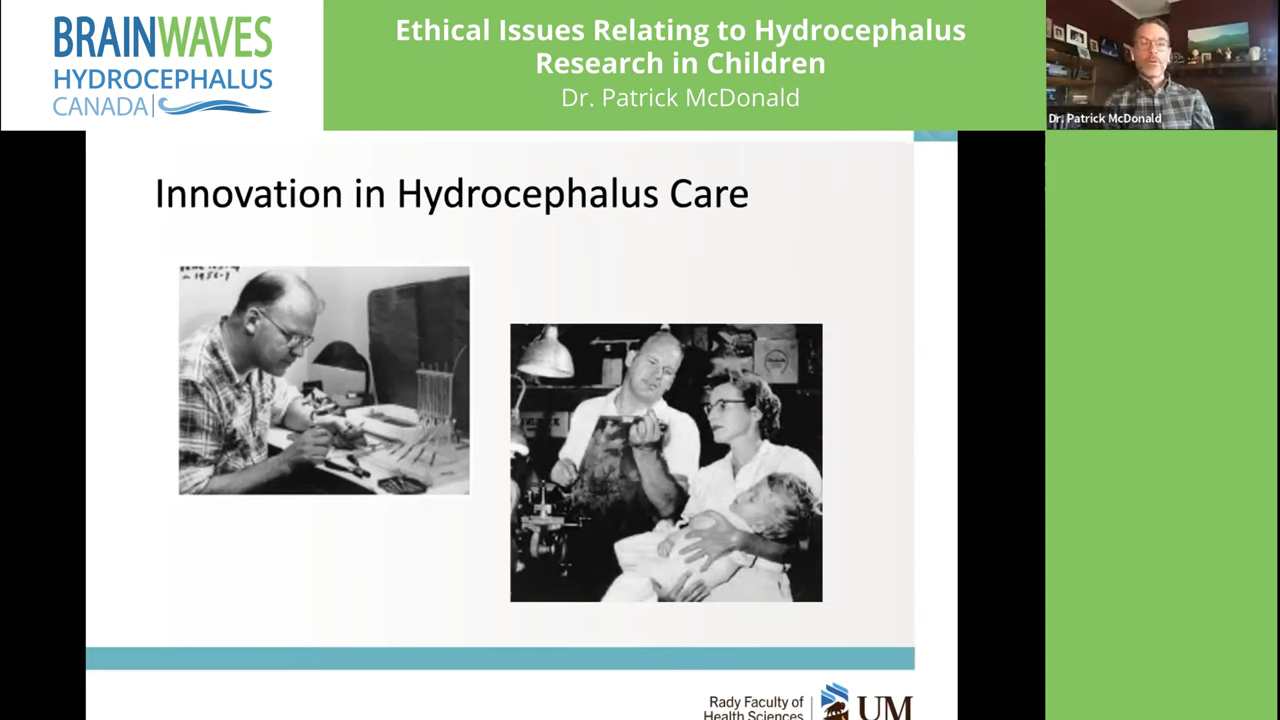 BRAINWAVES
HYDROCEPHALUS
CANADA
Ethical Issues Relating to Hydrocephalus
Research in Children
Dr. Patrick McDonald
Dr. Patrick McDonald
Innovation in Hydrocephalus Care
Rady Faculty of
Health Sciences
UM